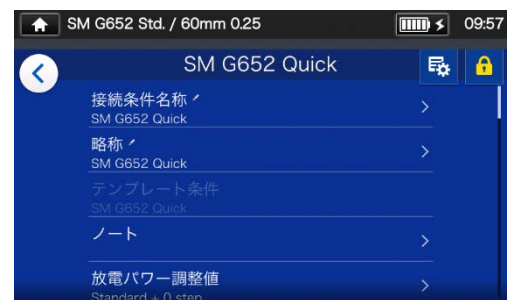 SM G652 Std. / 60mm 0.25
09:57
SM G652 Quick
接続条件名称
SM G652 Quick
略称
SM G652 Quick
テンプレート条件
SM G652 Quick
ノート
放電パワー調整値
Standard + 0 step